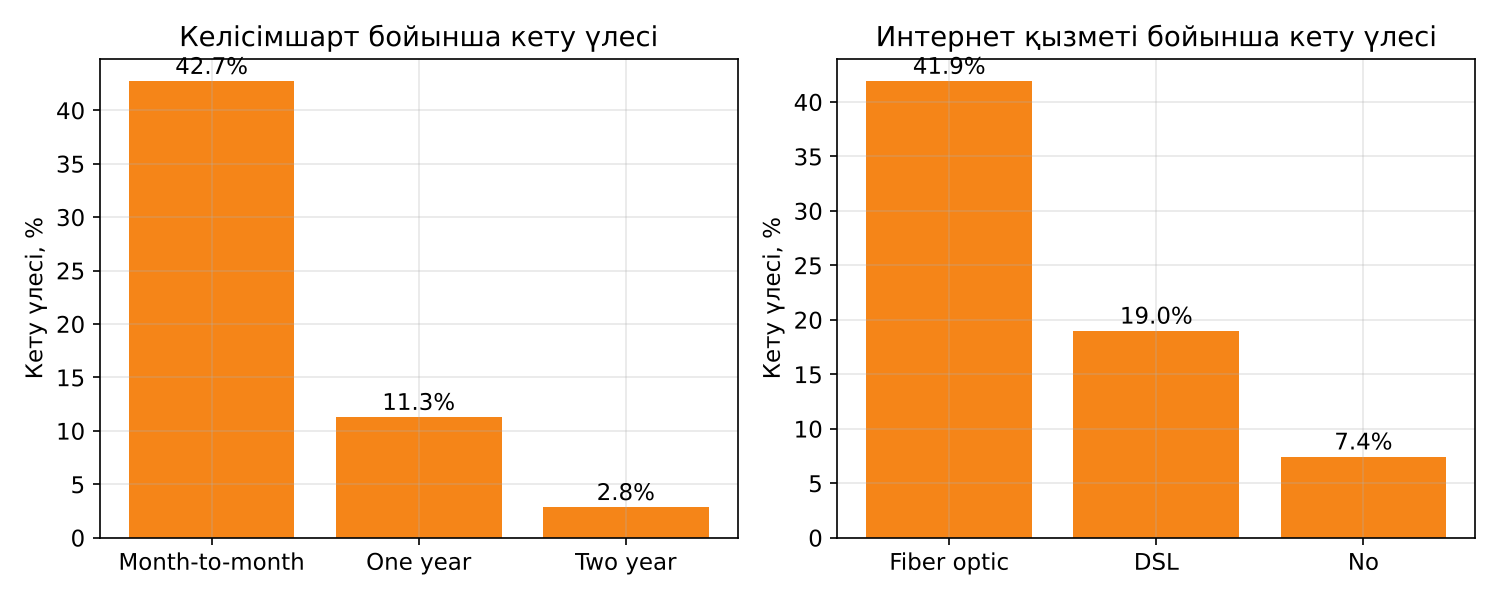 Келісімшарт бойынша кету үлесі
Кету үлесі, %
40
35
30
25
20
15
10
5
0
42.7%
11.3%
2.8%
Month-to-month
One year
Two year
Интернет қызметі бойынша кету үлесі
Кету үлесі, %
40
35
30
25
20
15
10
5
0
41.9%
19.0%
7.4%
Fiber optic
DSL
No